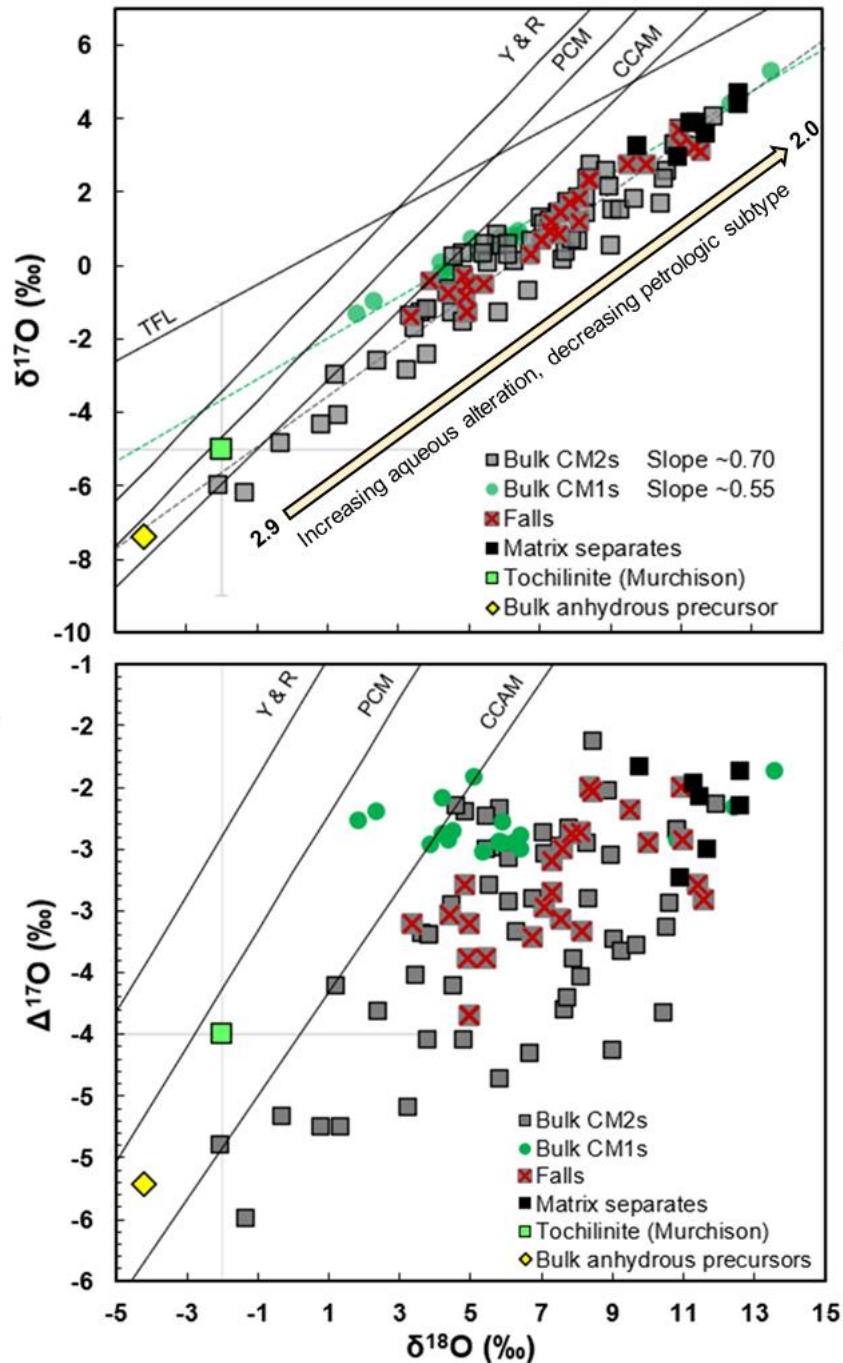 6
4
2
0
-2
-4
-6
-8
-10
δ¹⁷O (‰)
Y & R
PCM
CCAM
TFL
2.0
Increasing aqueous alteration, decreasing petrologic subtype
2.9
Bulk CM2s Slope ~0.70
Bulk CM1s Slope ~0.55
Falls
Matrix separates
Tochilinite (Murchison)
Bulk anhydrous precursor
-1
-2
-2
-3
-3
-4
-4
-5
-5
-6
-6
Δ¹⁷O (‰)
Y & R
PCM
CCAM
Bulk CM2s
Bulk CM1s
Falls
Matrix separates
Tochilinite (Murchison)
Bulk anhydrous precursors
-5 -3 -1 1 3 5 7 9 11 13 15
δ¹⁸O (‰)